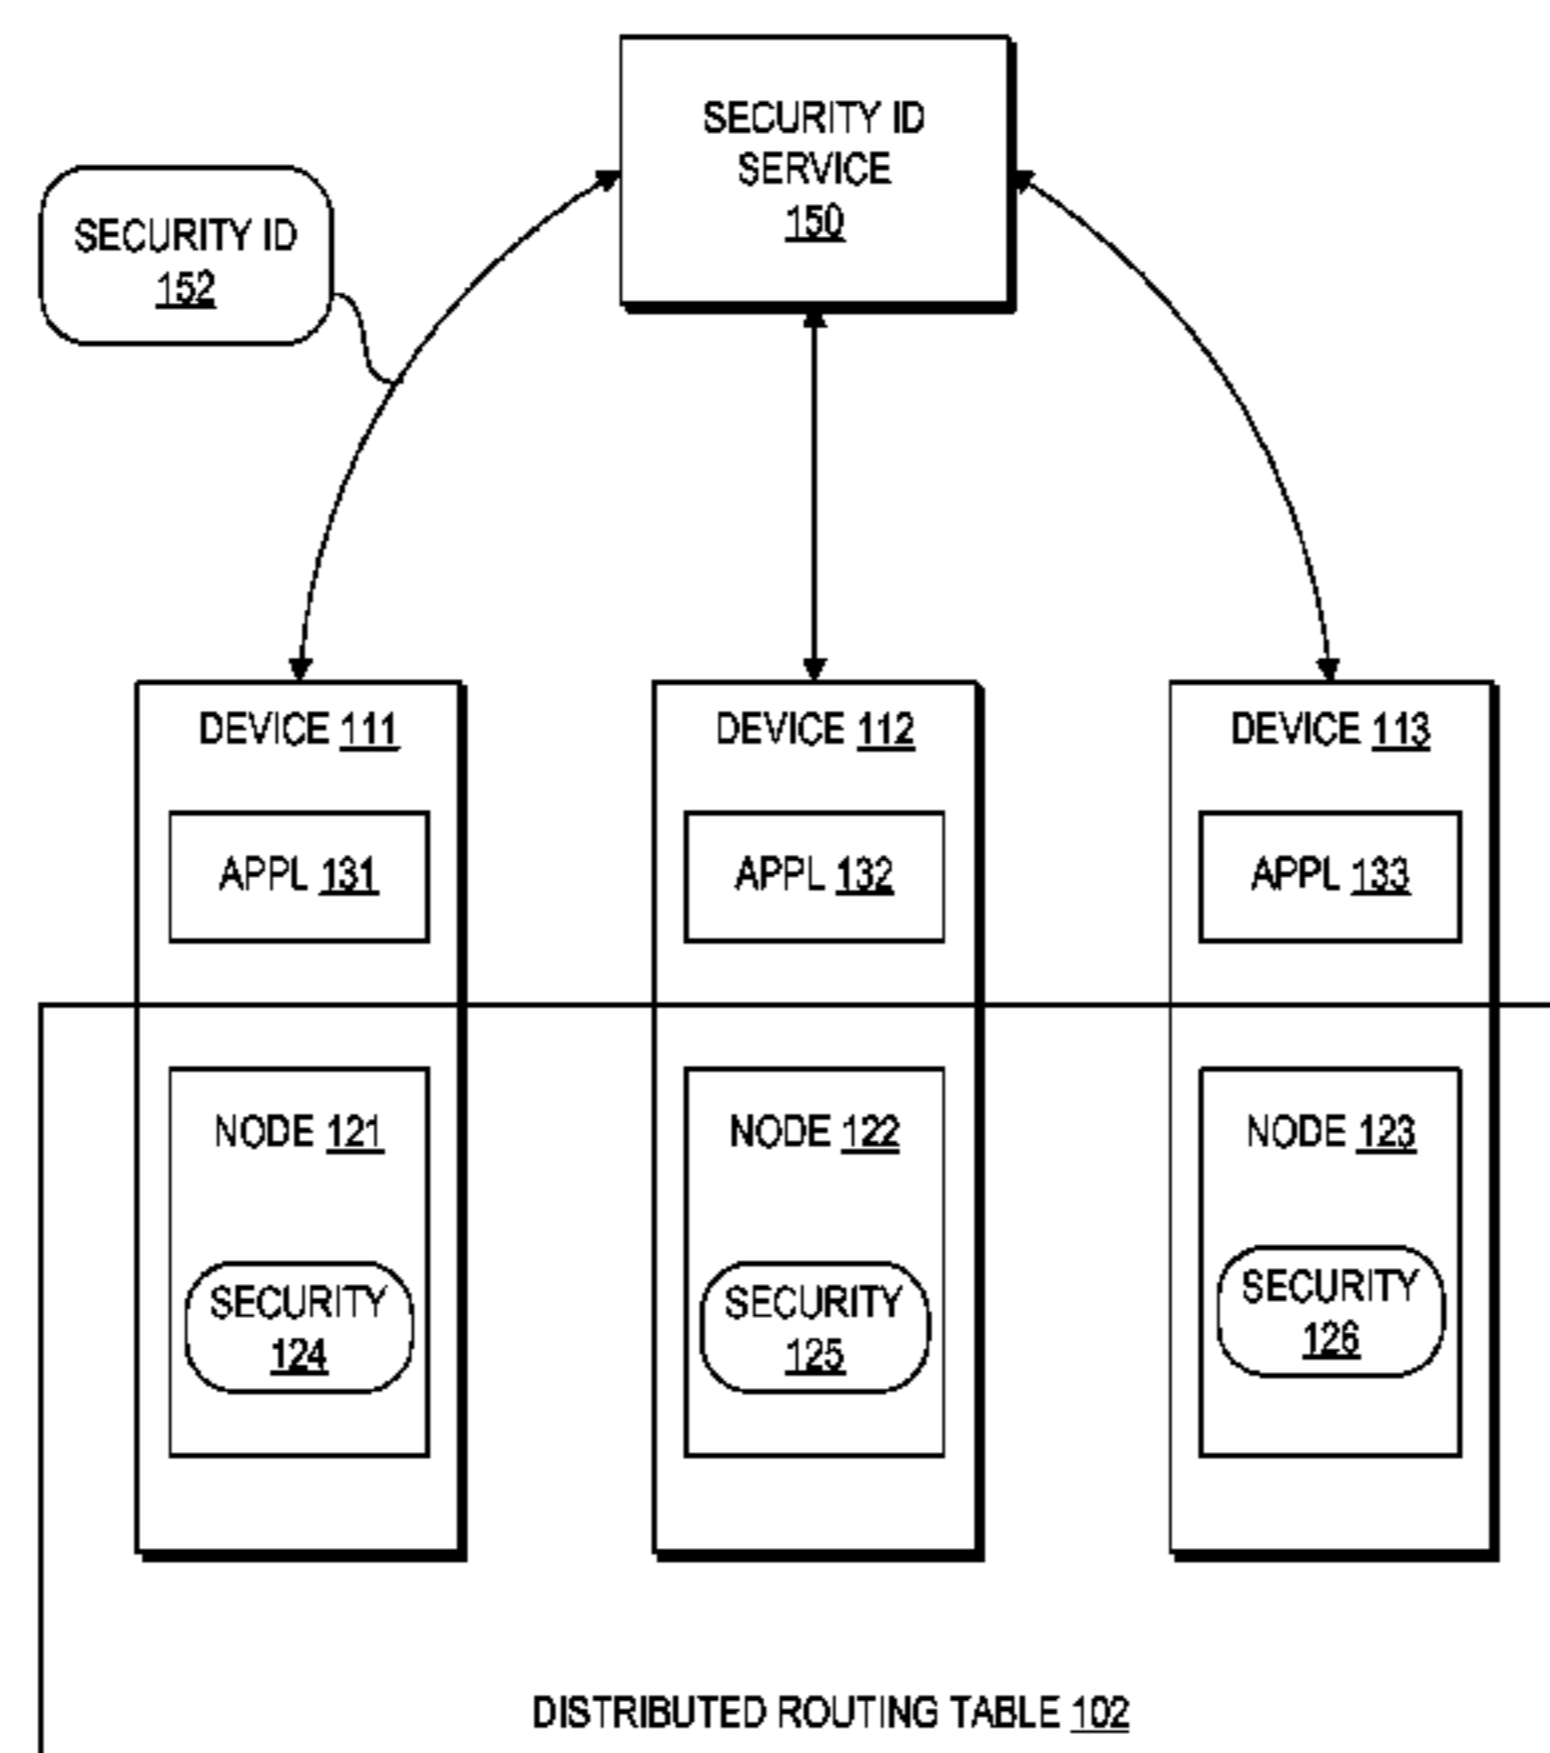 SECURITY ID
SERVICE
150
SECURITY ID
152
DEVICE 111
DEVICE 112
DEVICE 113
APPL 131
APPL 132
APPL 133
NODE 121
NODE 122
NODE 123
SECURITY
124
SECURITY
125
SECURITY
126
DISTRIBUTED ROUTING TABLE 102